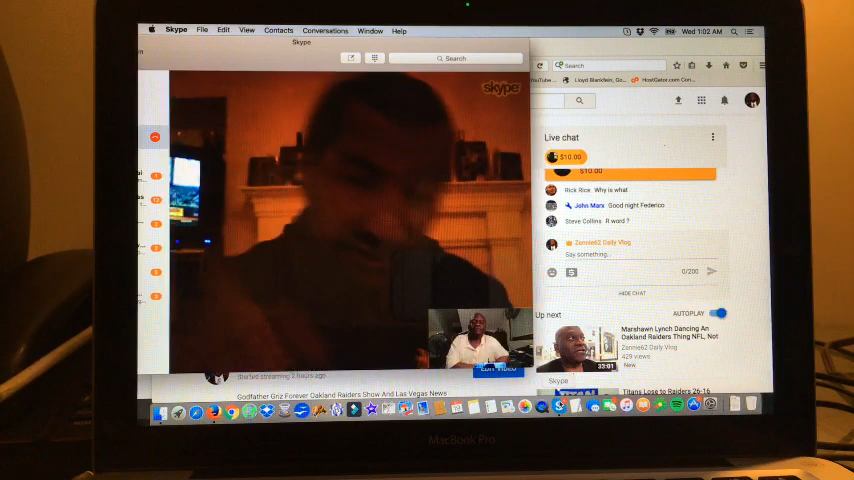 Skype File Edit View Contacts Conversations Window Help
Wed 1:02 AM
Skype
Search
Search
YouTube... Lloyd Blankfein, Go... HostGator.com Con...
skype
Live chat
$10.00
$10.00
Rick Rice Why is what
John Marx Good night Federico
Steve Collins R word ?
Zennie62 Daily Vlog
Say something...
0/200
HIDE CHAT
Up next
AUTOPLAY
Marshawn Lynch Dancing An
Oakland Raiders Thing NFL, Not
Zennie62 Daily Vlog
429 views
New
33:01
Started streaming 2 hours ago
EDIT VIDEO
Skype
Titans Lose to Raiders 26-16
Godfather Griz Forever Oakland Raiders Show And Las Vegas News
MacBook Pro